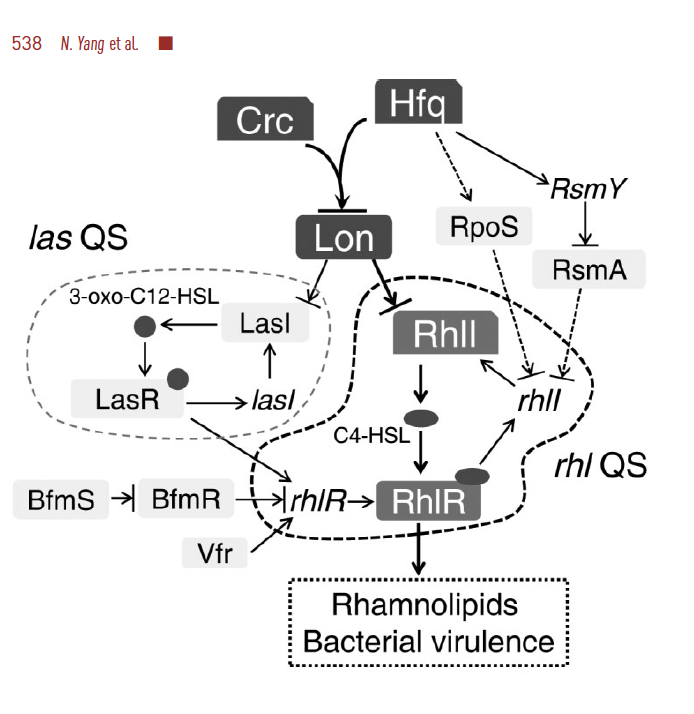 538 N. Yang et al.
Crc
Hfq
RsmY
RpoS
las QS
Lon
RsmA
3-oxo-C12-HSL
LasI
RhlI
LasR
lasI
rhlI
C4-HSL
rhl QS
BfmS
BfmR
rhlR
RhlR
Vfr
Rhamnolipids
Bacterial virulence